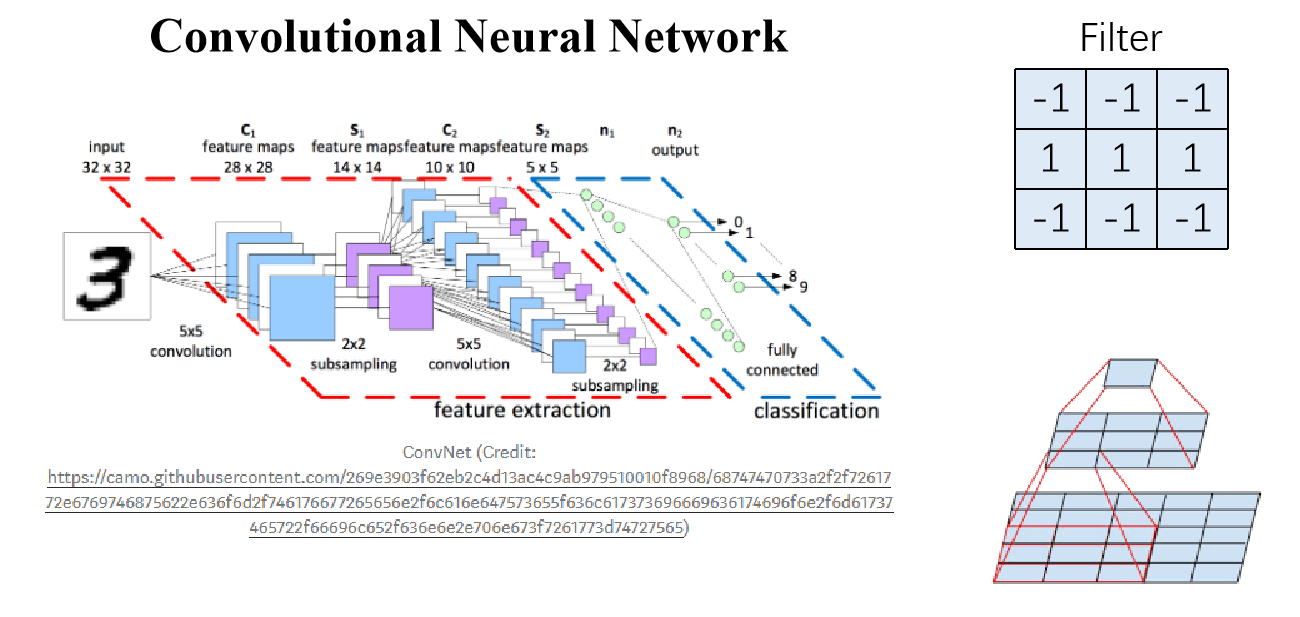 Convolutional Neural Network
input
32 x 32
C₁
feature maps
28 x 28
S₁
feature maps
14 x 14
C₂
feature maps
10 x 10
S₂
feature maps
5 x 5
n₁
n₂
output
3
0
1
8
9
5x5
convolution
2x2
subsampling
5x5
convolution
2x2
subsampling
fully
connected
feature extraction
classification
ConvNet (Credit:
https://camo.githubusercontent.com/269e3903f62eb2c4d13ac4c9ab979510010f8968/68747470733a2f2f72617
72e6769746875622e636f6d2f746176677265656e2f6c616e647573655f636c617373696669636174696f6e2f6d61737
465722f66696c652f636e6e2e706e673f7261773d74727565)
Filter
-1 -1 -1
1 1 1
-1 -1 -1